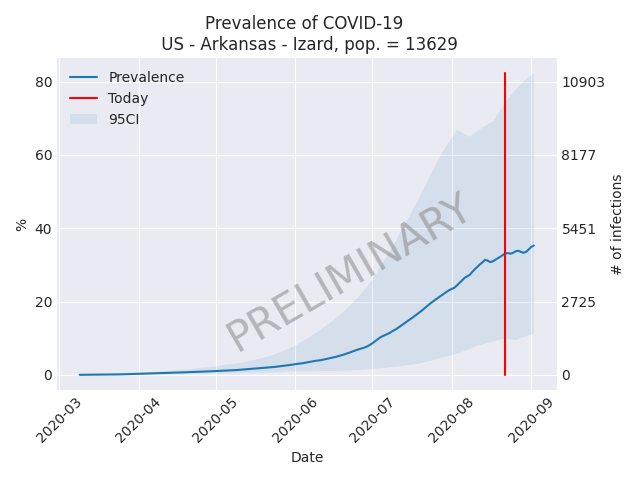 Prevalence of COVID-19
US - Arkansas - Izard, pop. = 13629
Prevalence
Today
95CI
80
60
40
20
0
%
10903
8177
5451
2725
0
# of infections
PRELIMINARY
2020-03
2020-04
2020-05
2020-06
2020-07
2020-08
2020-09
Date